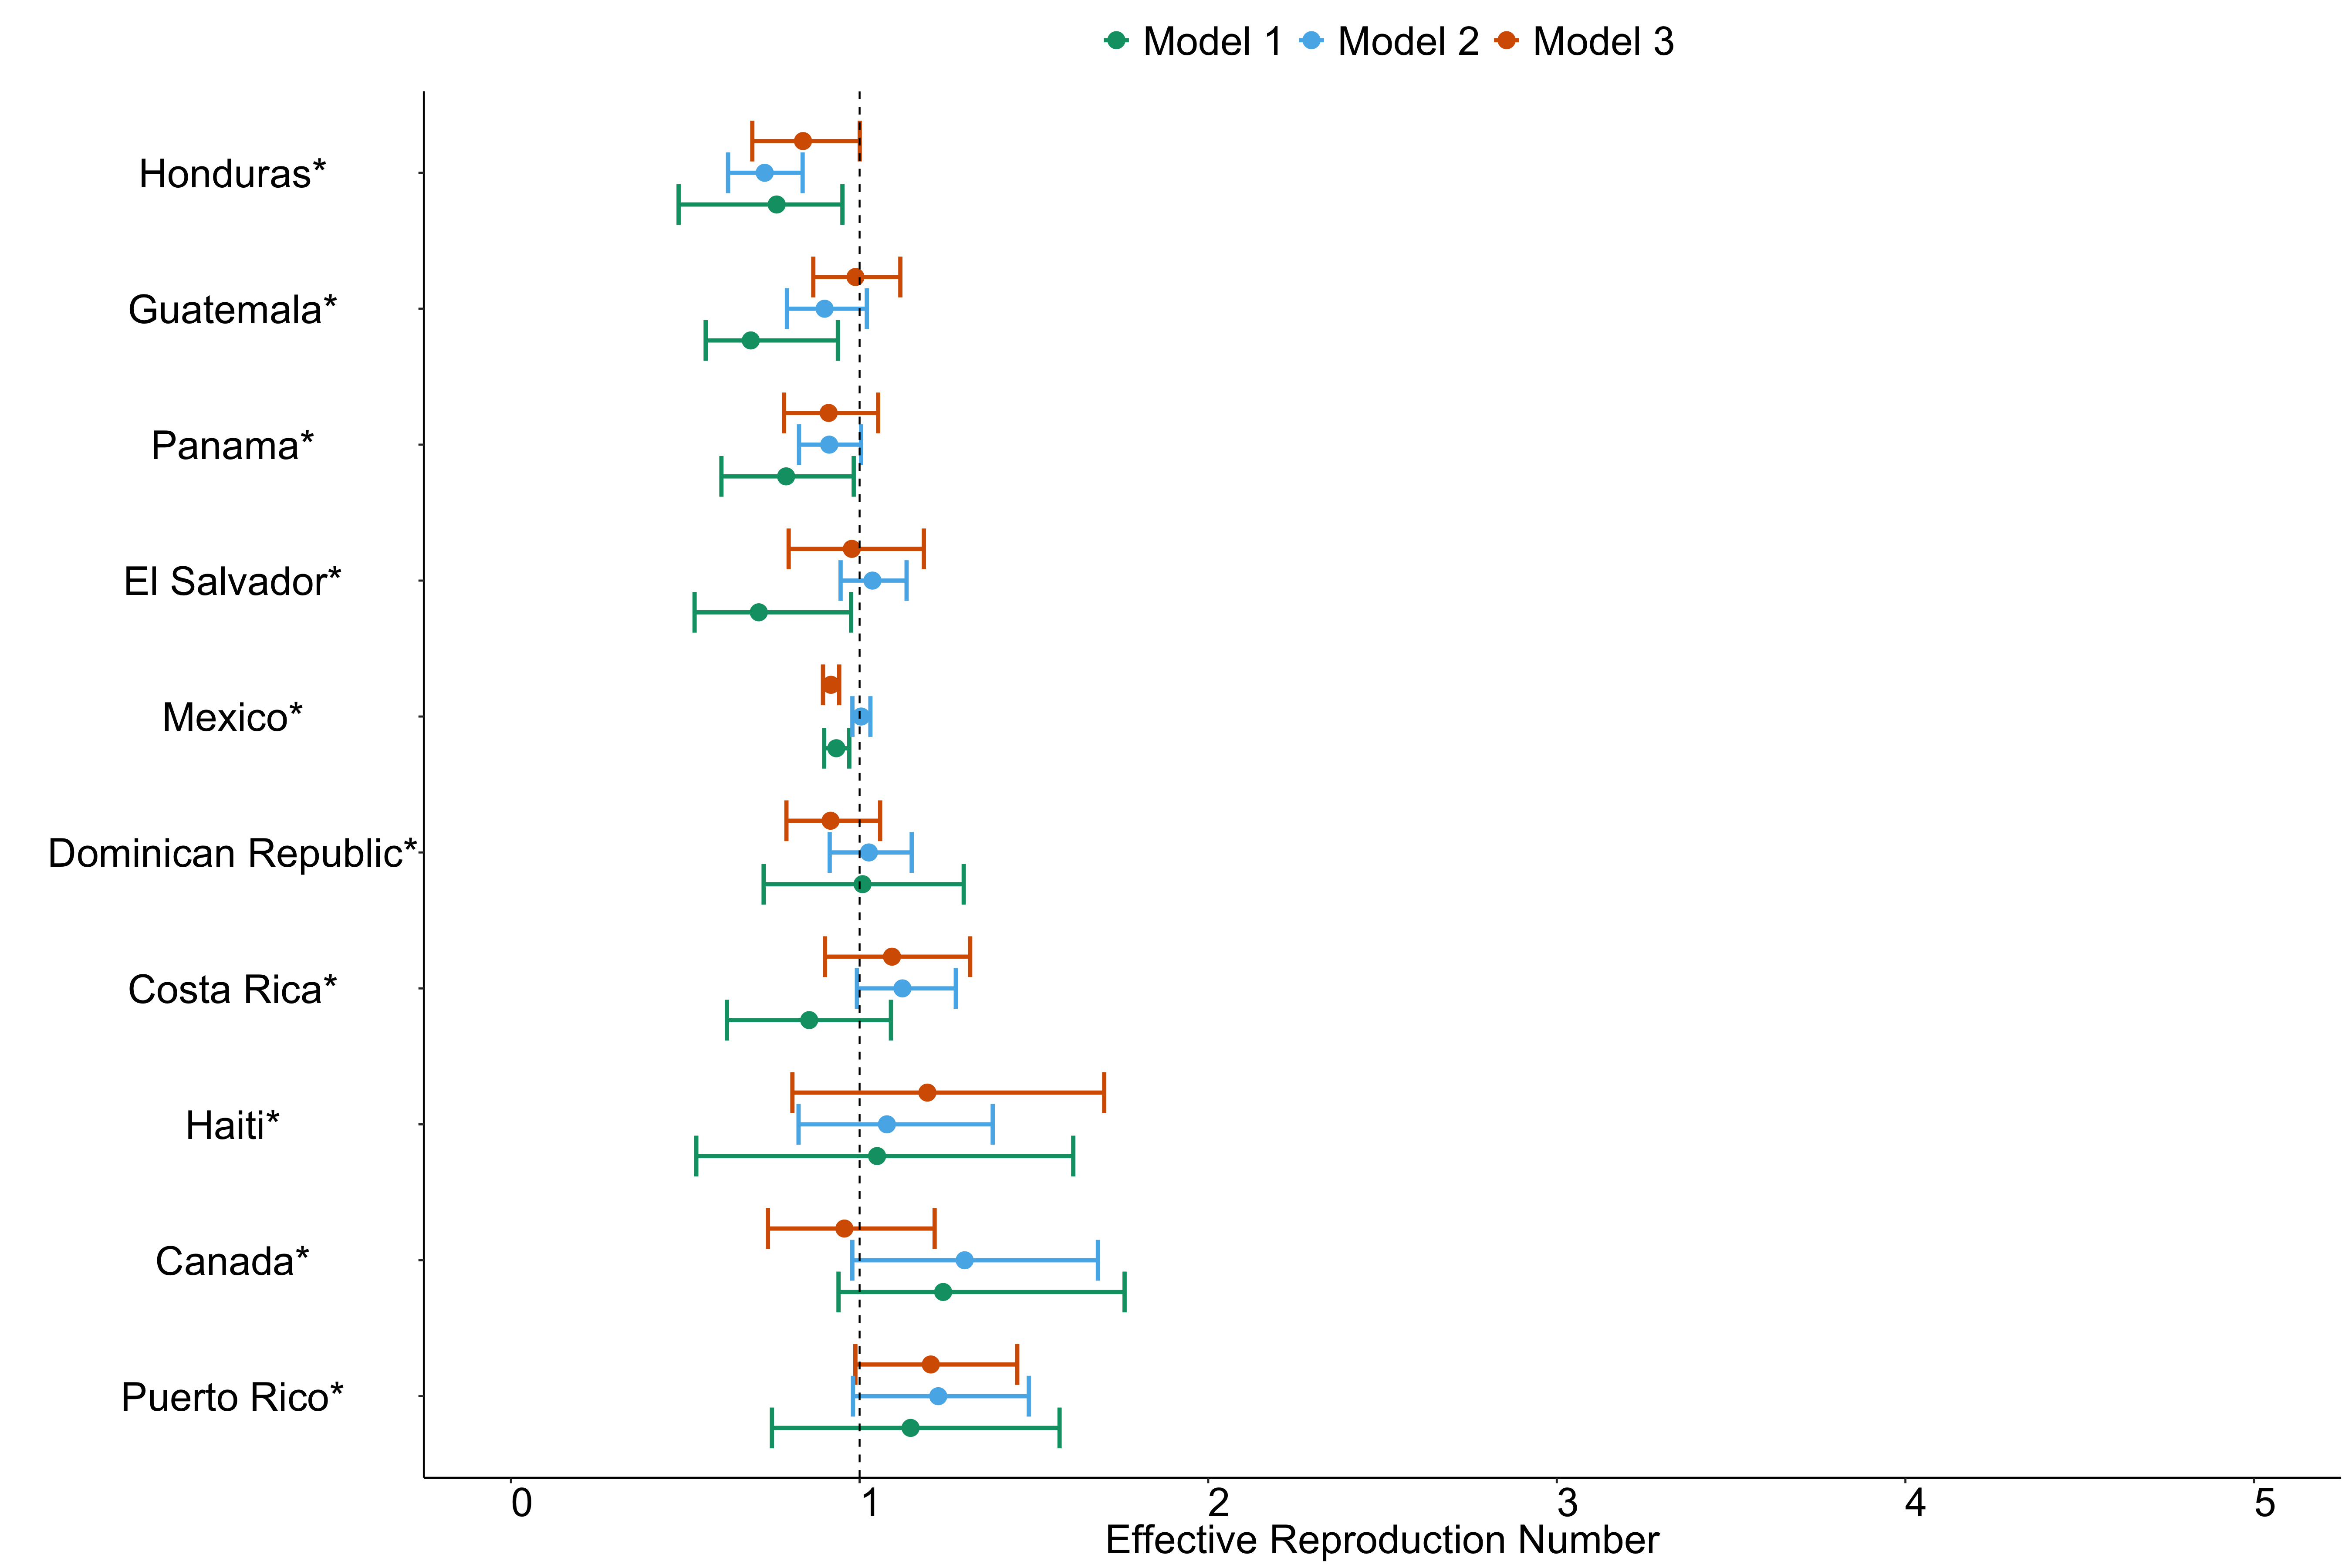 Model 1 Model 2 Model 3
Honduras*
Guatemala*
Panama*
El Salvador*
Mexico*
Dominican Republic*
Costa Rica*
Haiti*
Canada*
Puerto Rico*
0 1 2 3 4 5
Effective Reproduction Number